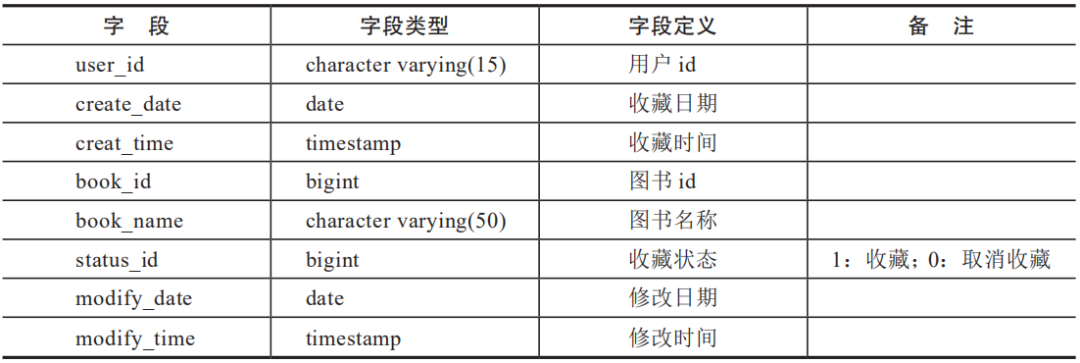 字 段 字段类型 字段定义 备 注
user_id character varying(15) 用户 id
create_date date 收藏日期
creat_time timestamp 收藏时间
book_id bigint 图书 id
book_name character varying(50) 图书名称
status_id bigint 收藏状态 1：收藏；0：取消收藏
modify_date date 修改日期
modify_time timestamp 修改时间